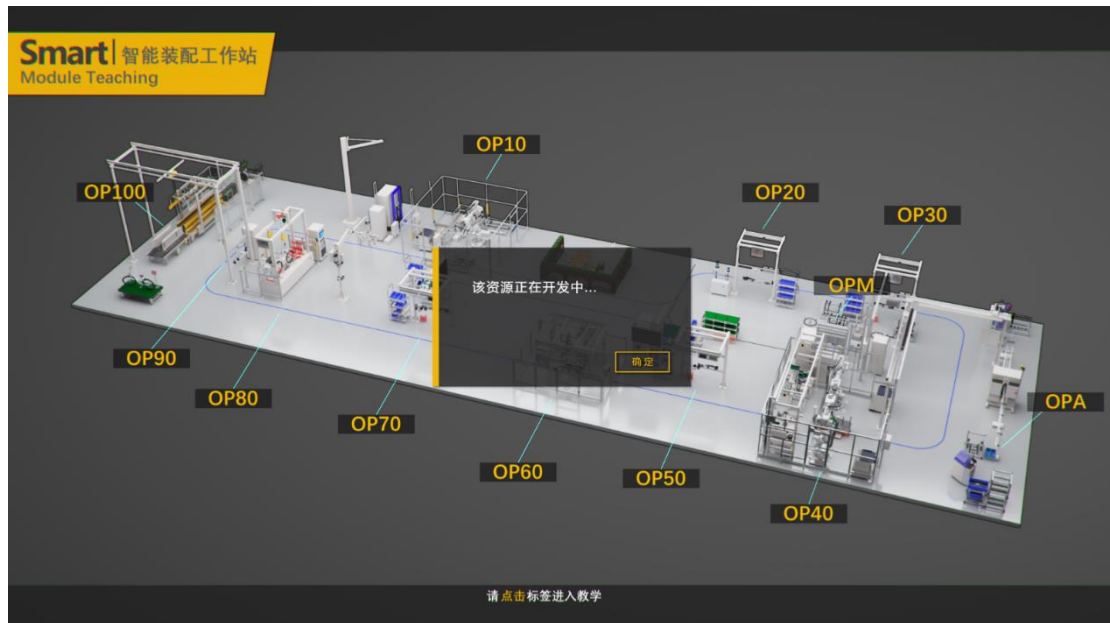 Smart 智能装配工作站
Module Teaching
OP10
OP100
OP20
OP30
OPM
该资源正在开发中...
确定
OP90
OP80
OP70
OPA
OP60
OP50
OP40
请点击标签进入教学